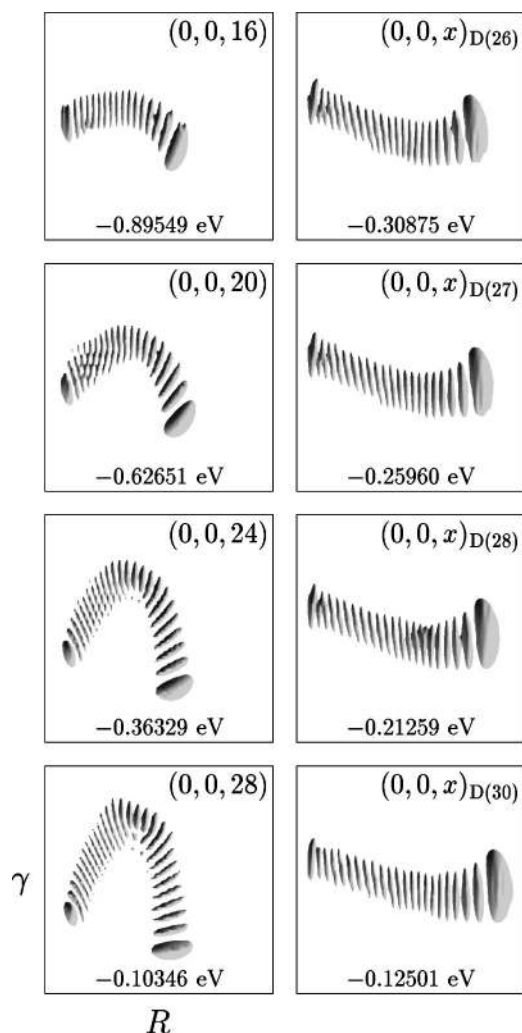 (0, 0, 16)
−0.89549 eV
(0, 0, x)D(26)
−0.30875 eV
(0, 0, 20)
−0.62651 eV
(0, 0, x)D(27)
−0.25960 eV
(0, 0, 24)
−0.36329 eV
(0, 0, x)D(28)
−0.21259 eV
(0, 0, 28)
−0.10346 eV
(0, 0, x)D(30)
−0.12501 eV
γ
R